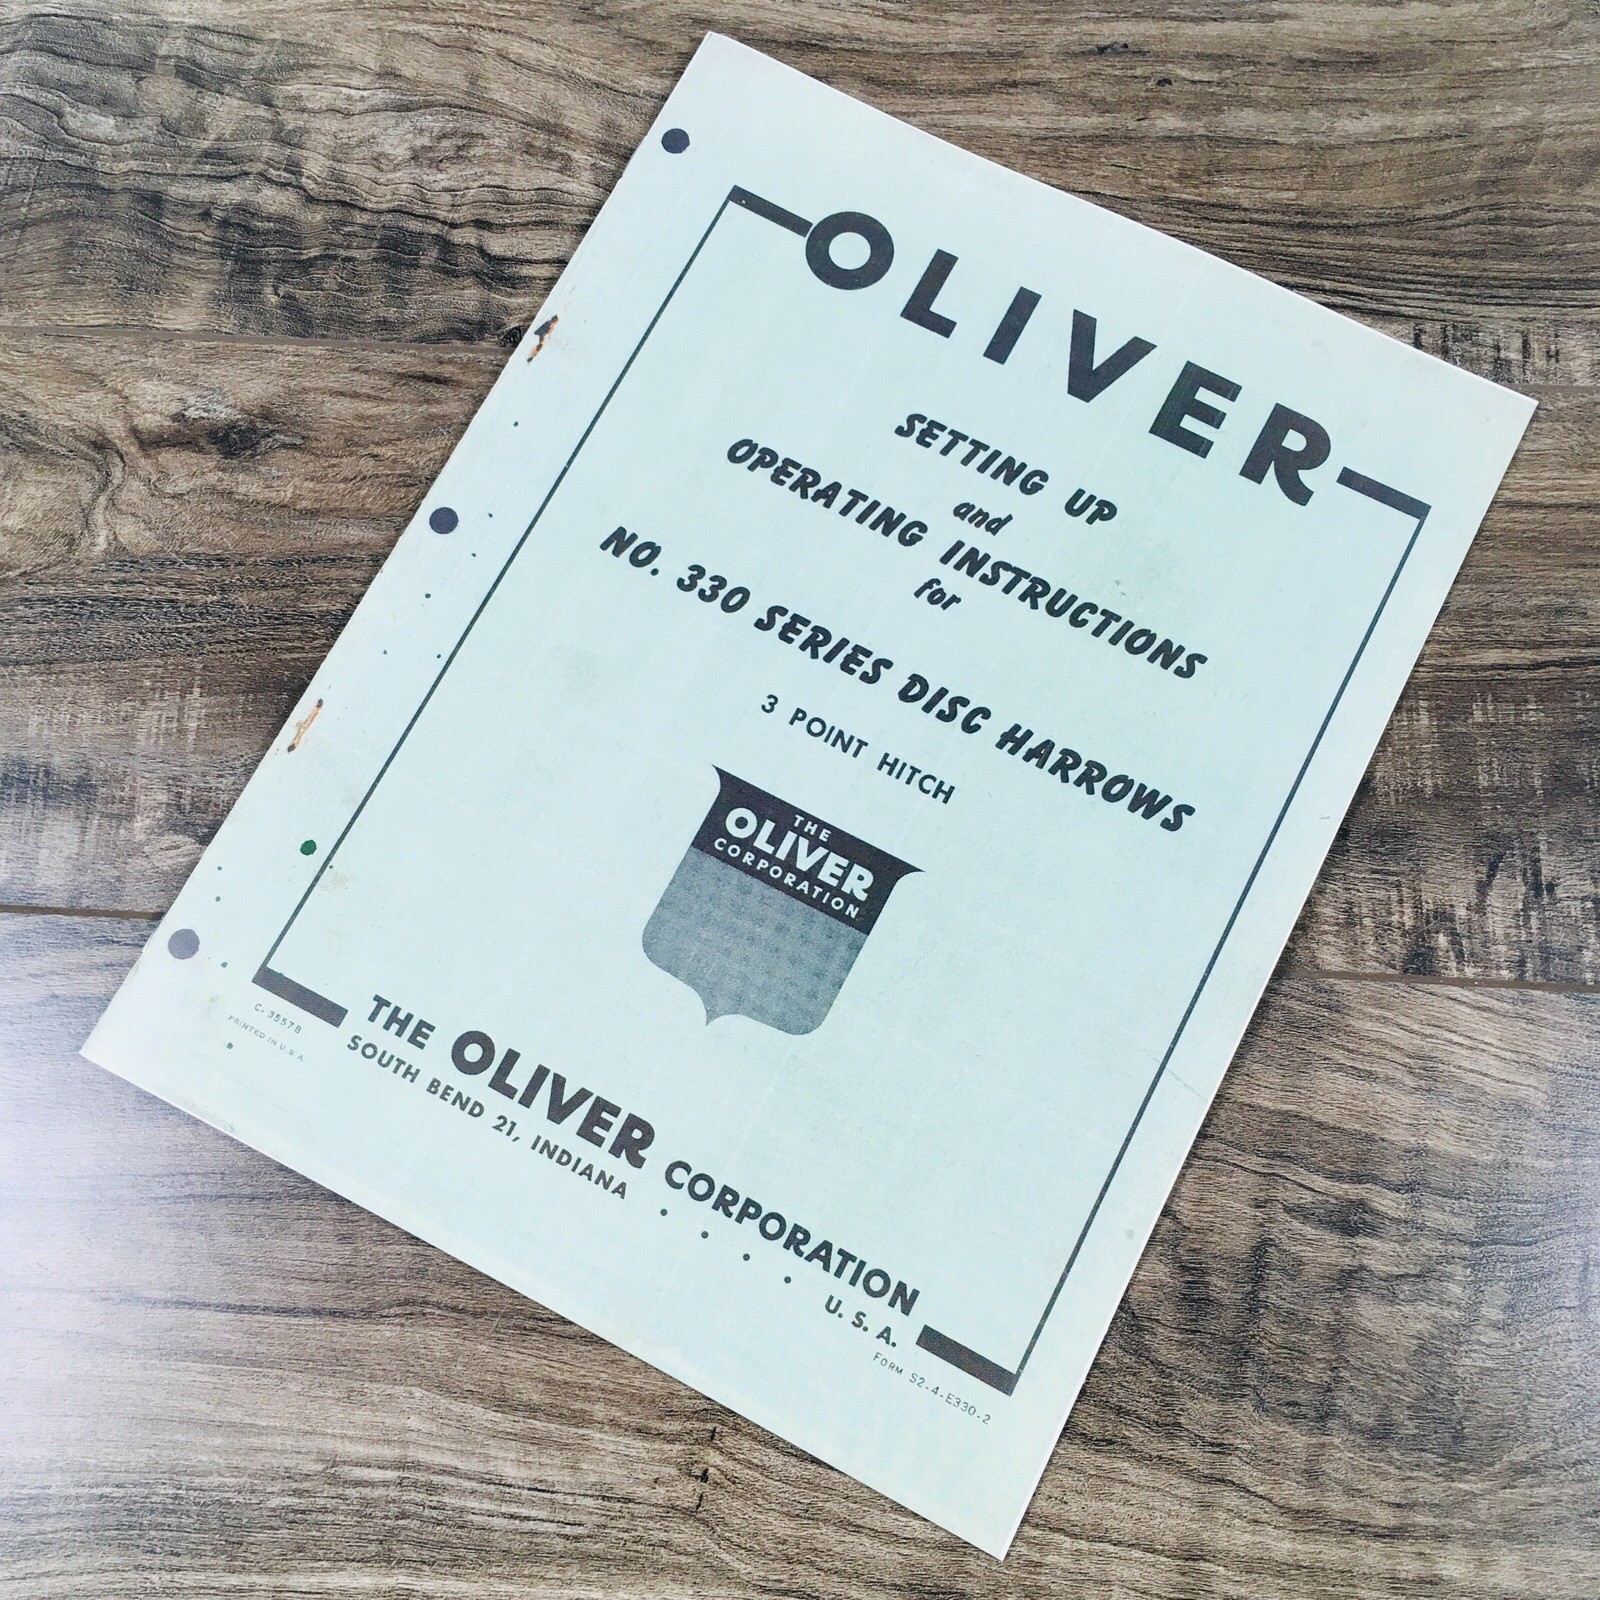 OLIVER
SETTING UP
and
OPERATING INSTRUCTIONS
for
NO. 330 SERIES DISC HARROWS
3 POINT HITCH
THE
OLIVER
CORPORATION
C-3557B
PRINTED IN U.S.A.
THE OLIVER CORPORATION
SOUTH BEND 21, INDIANA . . . . U. S. A.
FORM S2-4-E330-2